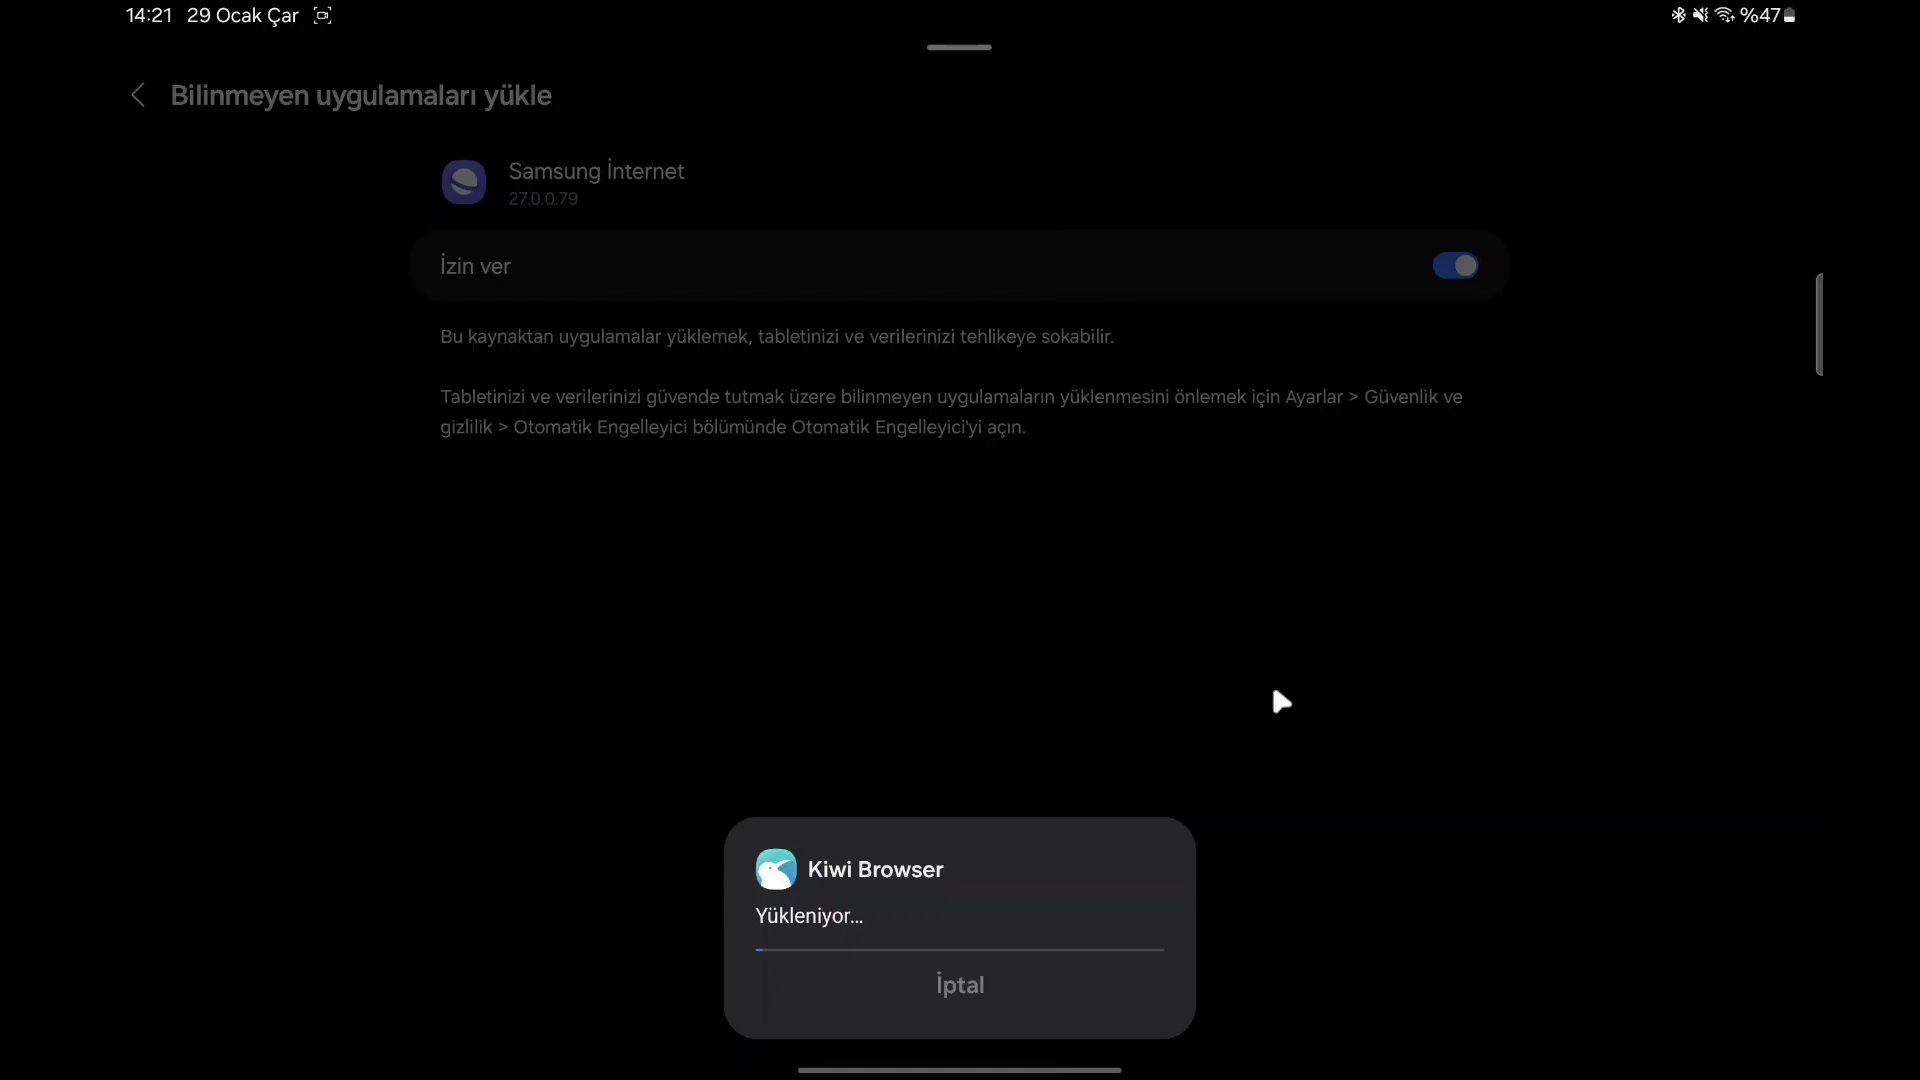 14:21 29 Ocak Çar
%47
Bilinmeyen uygulamaları yükle
Samsung İnternet
27.0.0.79
İzin ver
Bu kaynaktan uygulamalar yüklemek, tabletinizi ve verilerinizi tehlikeye sokabilir.
Tabletinizi ve verilerinizi güvende tutmak üzere bilinmeyen uygulamaların yüklenmesini önlemek için Ayarlar > Güvenlik ve
gizlilik > Otomatik Engelleyici bölümünde Otomatik Engelleyici'yi açın.
Kiwi Browser
Yükleniyor...
İptal